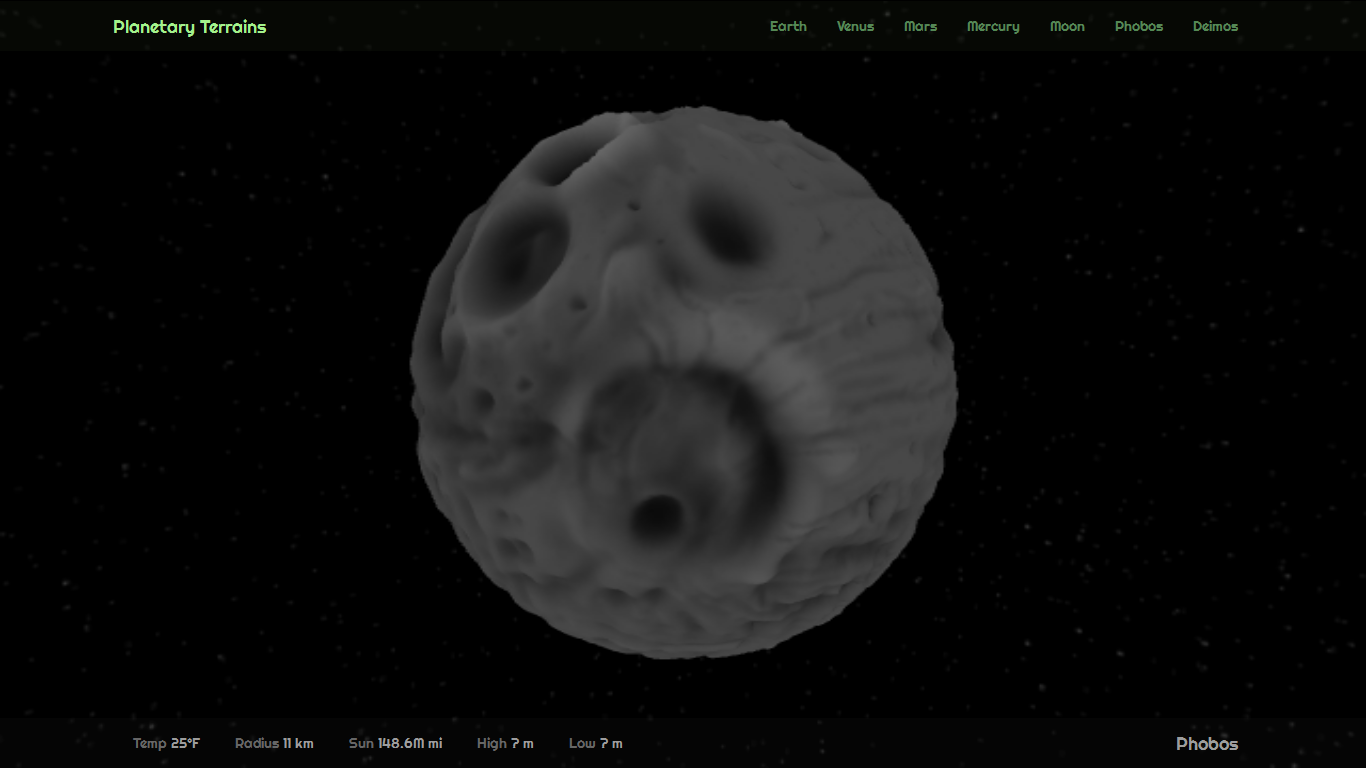 Planetary Terrains Earth Venus Mars Mercury Moon Phobos Deimos
Temp 25°F Radius 11 km Sun 148.6M mi High ? m Low ? m Phobos